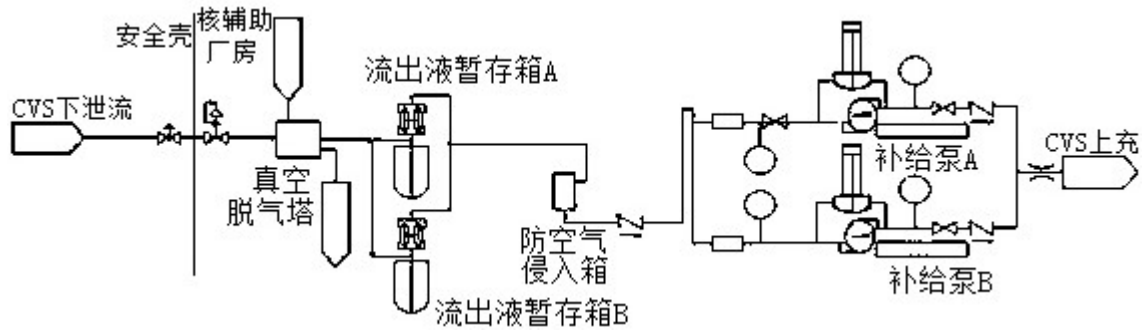 安全壳
核辅助
厂房
流出液暂存箱A
CVS下泄流
真空
脱气塔
防空气
侵入箱
流出液暂存箱B
补给泵A
CVS上充
补给泵B